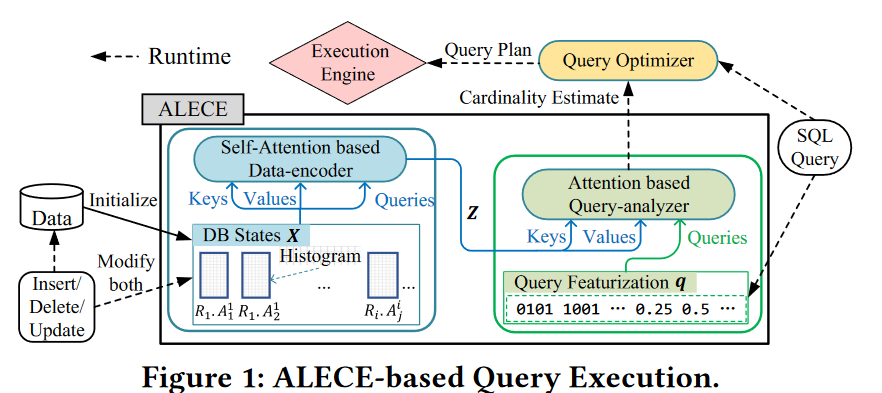 Runtime
Execution
Engine
Query Plan
Query Optimizer
Cardinality Estimate
ALECE
SQL
Query
Self-Attention based
Data-encoder
Keys Values Queries
Attention based
Query-analyzer
Z
Keys Values Queries
Initialize
Data
DB States X
Histogram
Modify
both
Insert/
Delete/
Update
... ...
R₁.A¹₁ R₁.A¹₂ Rᵢ.Aⁱⱼ
Query Featurization q
0101 1001 ··· 0.25 0.5 ···
Figure 1: ALECE-based Query Execution.